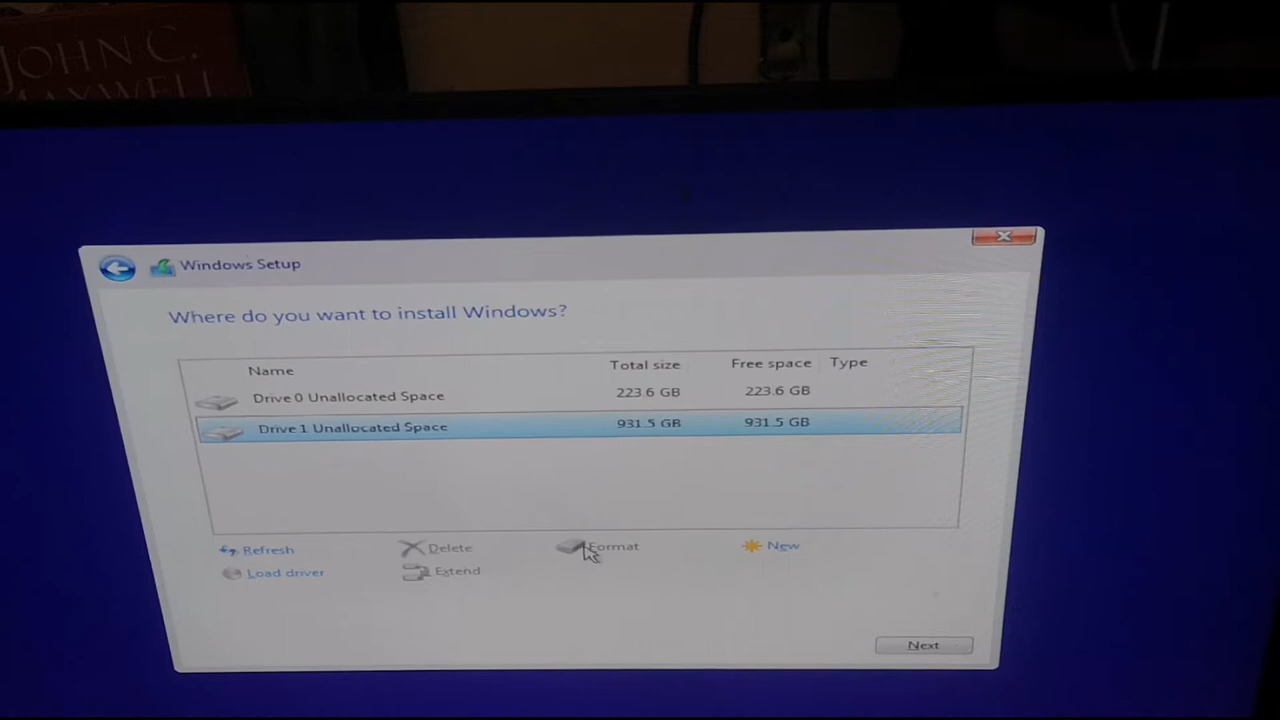 JOHN C.
MAXWELL
Windows Setup
Where do you want to install Windows?
Name Total size Free space Type
Drive 0 Unallocated Space 223.6 GB 223.6 GB
Drive 1 Unallocated Space 931.5 GB 931.5 GB
Refresh Delete Format New
Load driver Extend
Next